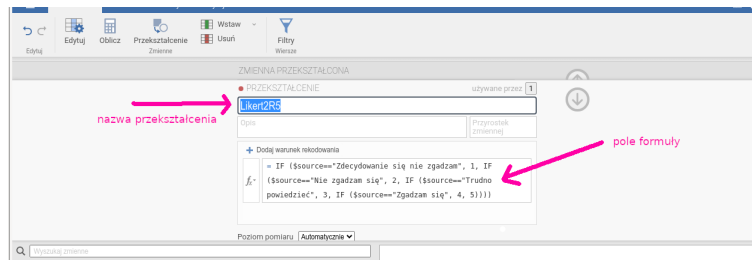 Wstaw
Edytuj Oblicz Przekształcenie Usuń Filtry
Edytuj Zmienne Wiersze
ZMIENNA PRZEKSZTAŁCONA
PRZEKSZTAŁCENIE używane przez 1
Likert2R5
nazwa przekształcenia
Opis Przyrostek zmiennej
pole formuły
Dodaj warunek rekodowania
= IF ($source=="Zdecydowanie się nie zgadzam", 1, IF
fx ($source=="Nie zgadzam się", 2, IF ($source=="Trudno
powiedzieć", 3, IF ($source=="Zgadzam się", 4, 5))))
Poziom pomiaru Automatycznie
Wyszukaj zmienne